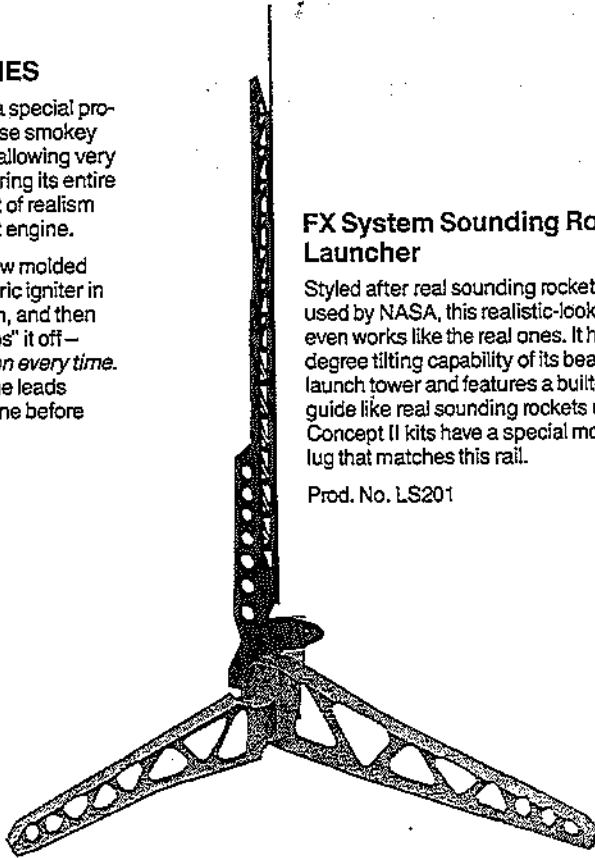 IES
a special pro-
se smokey
allowing very
ring its entire
t of realism
t engine.
w molded
ric igniter in
n, and then
s" it off –
n every time.
e leads
ne before
FX System Sounding Ro
Launcher
Styled after real sounding rocket
used by NASA, this realistic-look
even works like the real ones. It h
degree tilting capability of its bea
launch tower and features a built
guide like real sounding rockets u
Concept II kits have a special mo
lug that matches this rail.
Prod. No. LS201